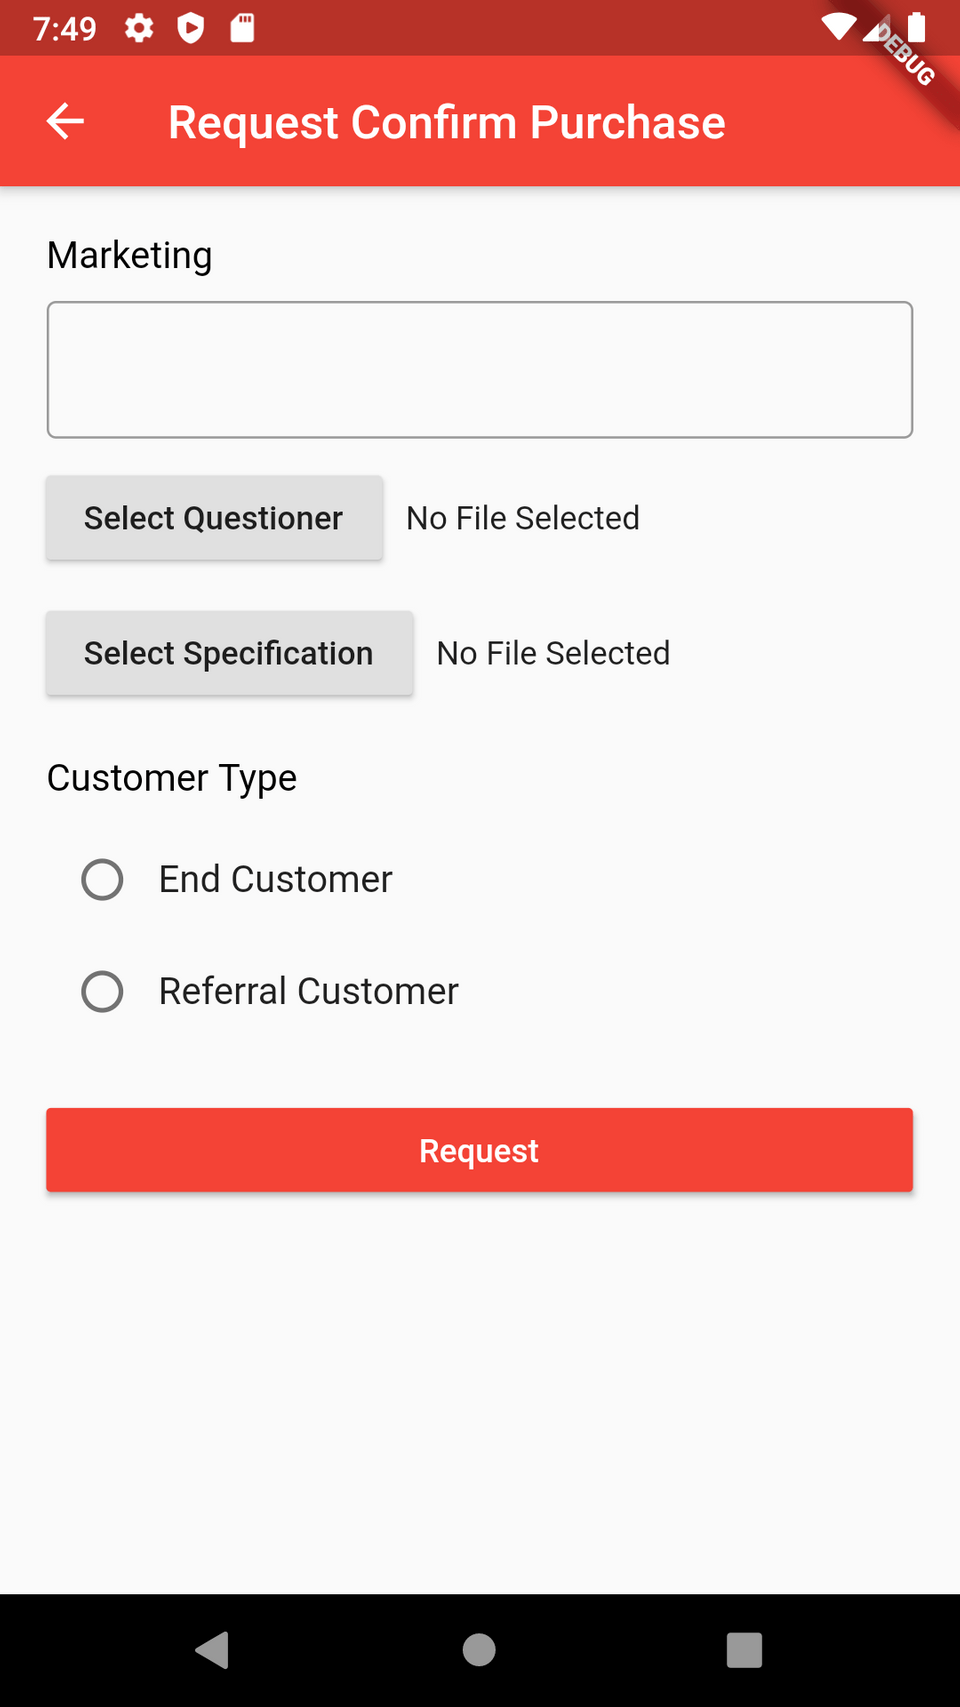 7:49
DEBUG
Request Confirm Purchase
Marketing
Select Questioner No File Selected
Select Specification No File Selected
Customer Type
End Customer
Referral Customer
Request